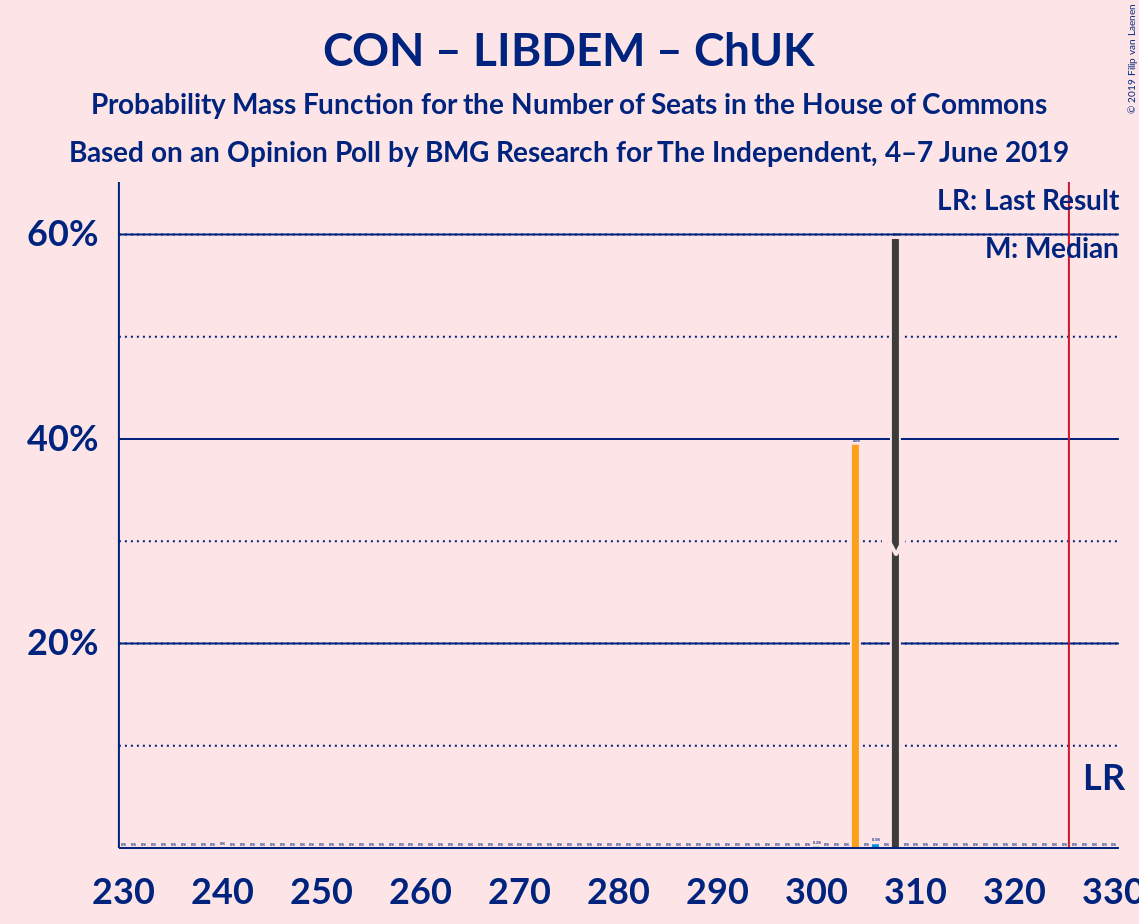 CON – LIBDEM – ChUK
Probability Mass Function for the Number of Seats in the House of Commons
Based on an Opinion Poll by BMG Research for The Independent, 4–7 June 2019
© 2019 Filip van Laenen
LR: Last Result
M: Median
60%
40%
20%
LR
230 240 250 260 270 280 290 300 310 320 330